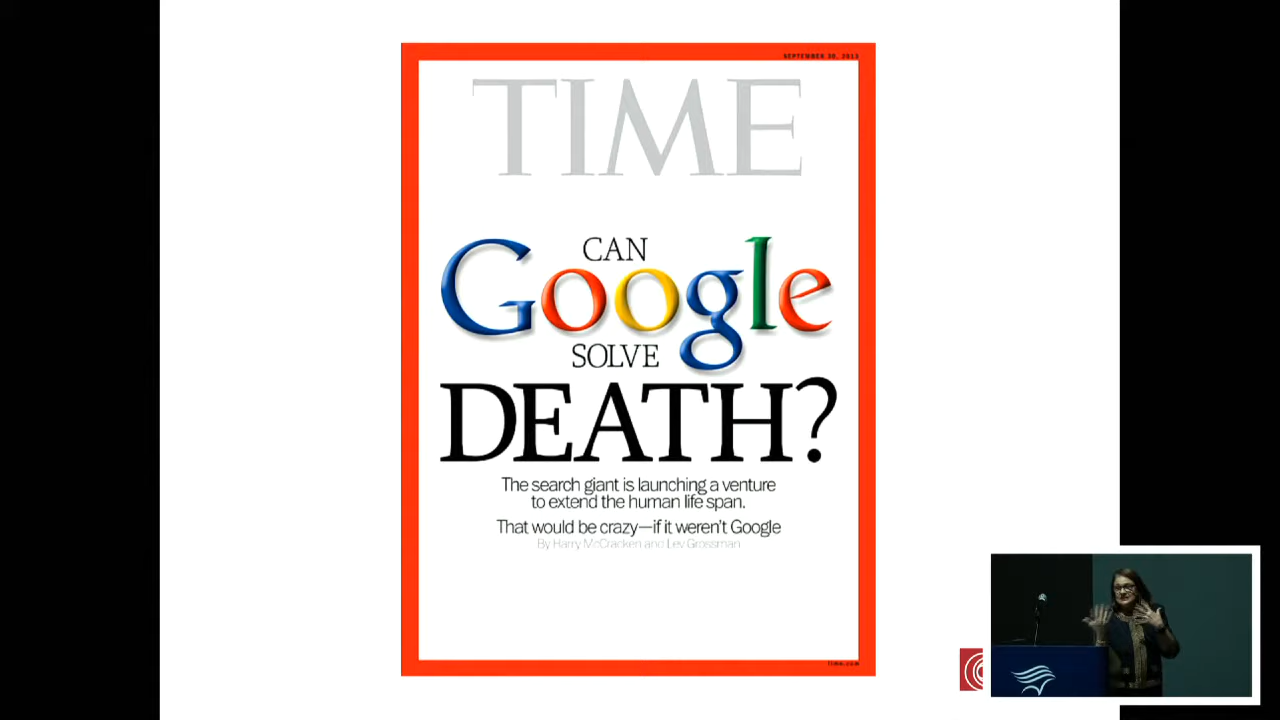 SEPTEMBER 30, 2013
TIME
CAN
Google
SOLVE
DEATH?
The search giant is launching a venture
to extend the human life span.
That would be crazy—if it weren't Google
By Harry McCracken and Lev Grossman
time.com